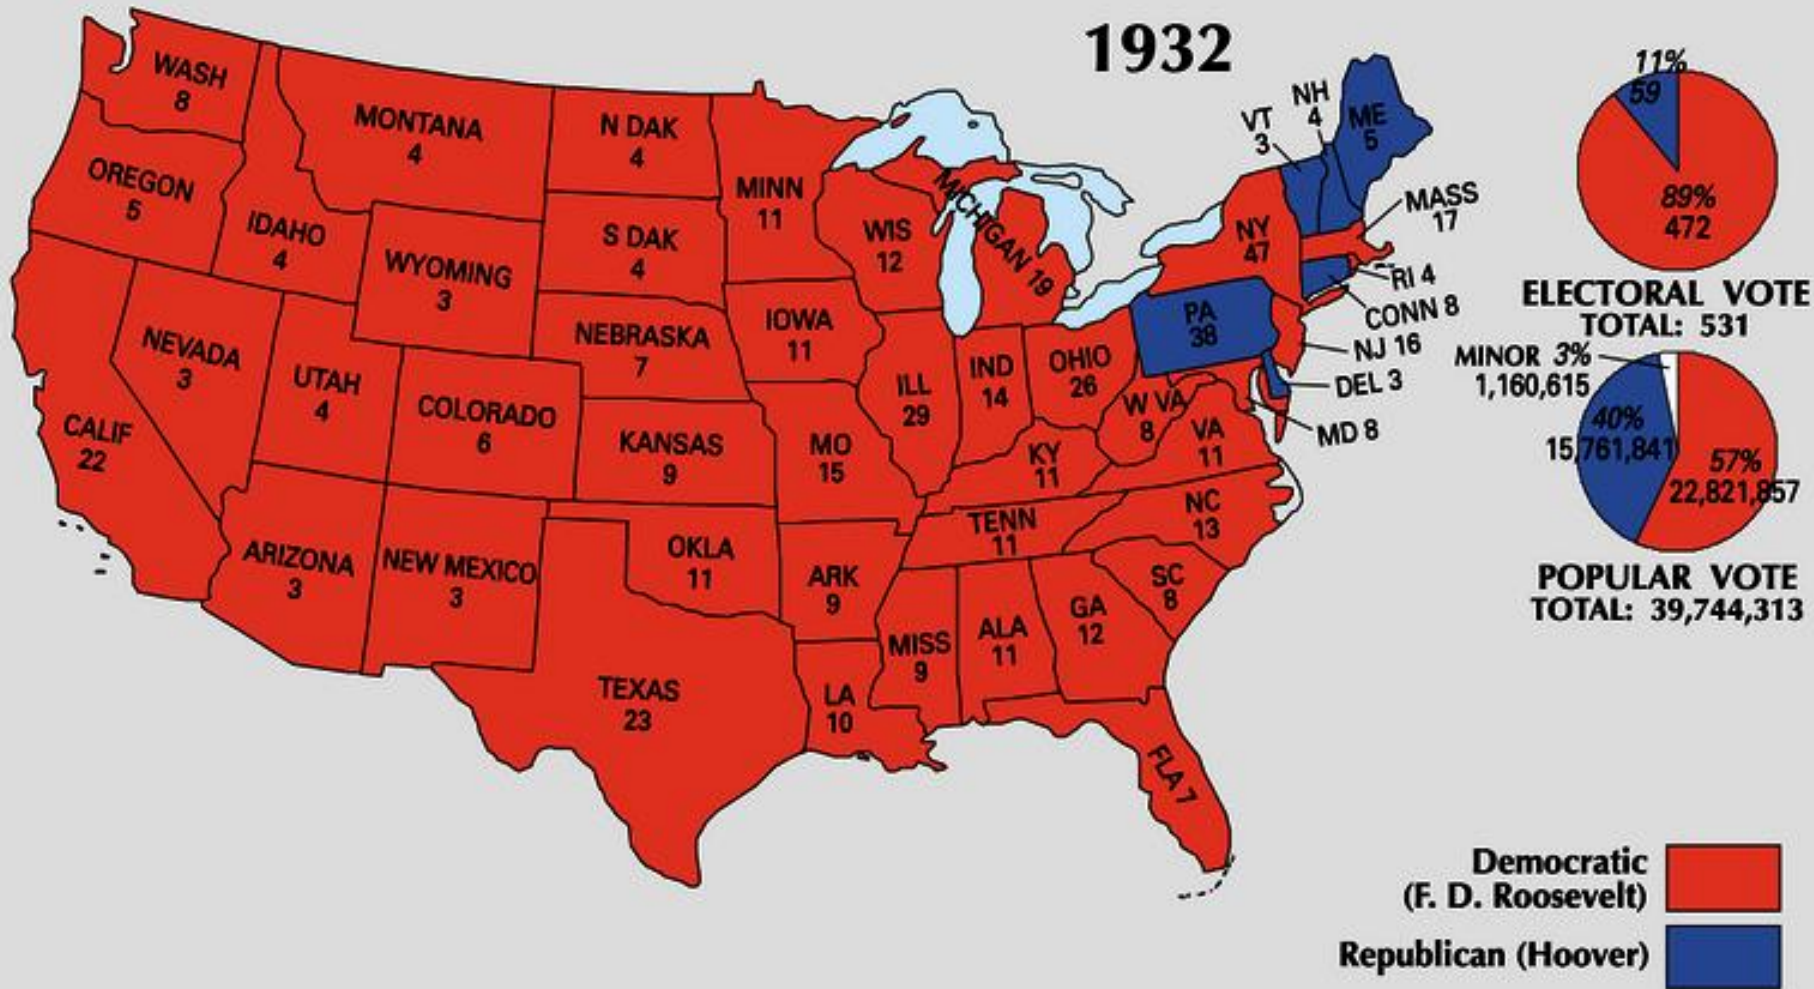 1932
WASH
8
OREGON
5
CALIF
22
IDAHO
4
NEVADA
3
MONTANA
4
WYOMING
3
UTAH
4
COLORADO
6
ARIZONA
3
NEW MEXICO
3
N DAK
4
S DAK
4
NEBRASKA
7
KANSAS
9
OKLA
11
TEXAS
23
MINN
11
IOWA
11
MO
15
ARK
9
LA
10
WIS
12
ILL
29
MICHIGAN 19
IND
14
OHIO
26
KY
11
TENN
11
MISS
9
ALA
11
GA
12
FLA 7
SC
8
NC
13
VA
11
W VA
8
PA
38
NY
47
VT
3
NH
4
ME
5
MASS
17
RI 4
CONN 8
NJ 16
DEL 3
MD 8
11%
59
89%
472
ELECTORAL VOTE
TOTAL: 531
MINOR 3%
1,160,615
40%
15,761,841
57%
22,821,857
POPULAR VOTE
TOTAL: 39,744,313
Democratic
(F. D. Roosevelt)
Republican (Hoover)